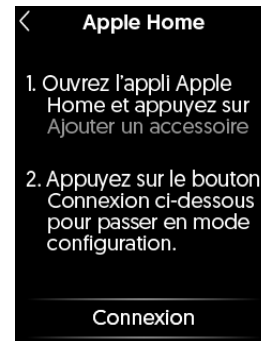 Apple Home
1. Ouvrez l'appli Apple
Home et appuyez sur
Ajouter un accessoire
2. Appuyez sur le bouton
Connexion ci-dessous
pour passer en mode
configuration.
Connexion